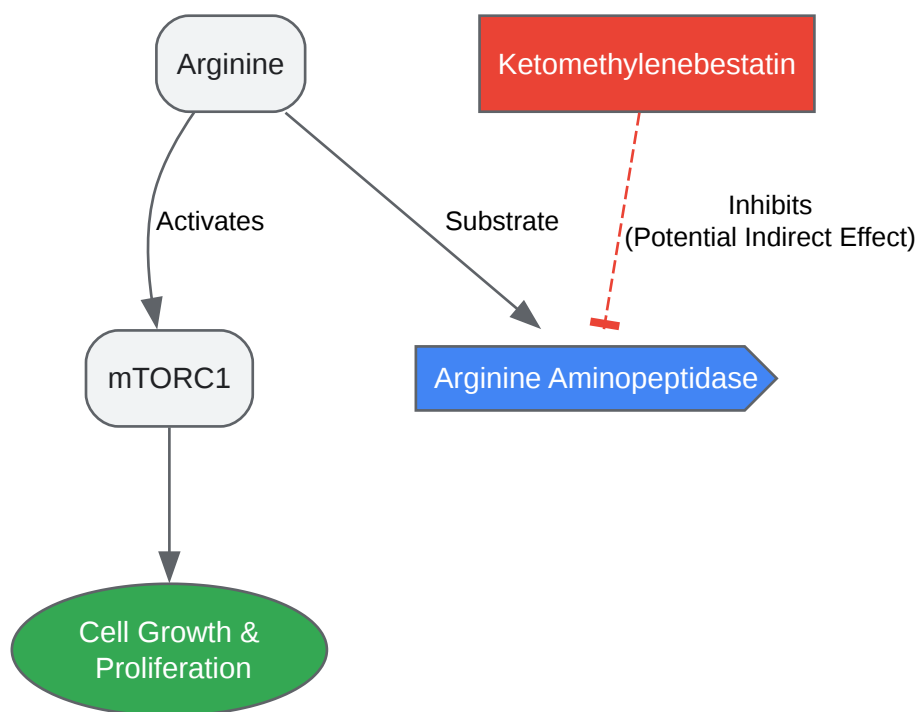 Arginine
Ketomethylenebestatin
Activates
Substrate
Inhibits
(Potential Indirect Effect)
mTORC1
Arginine Aminopeptidase
Cell Growth &
Proliferation